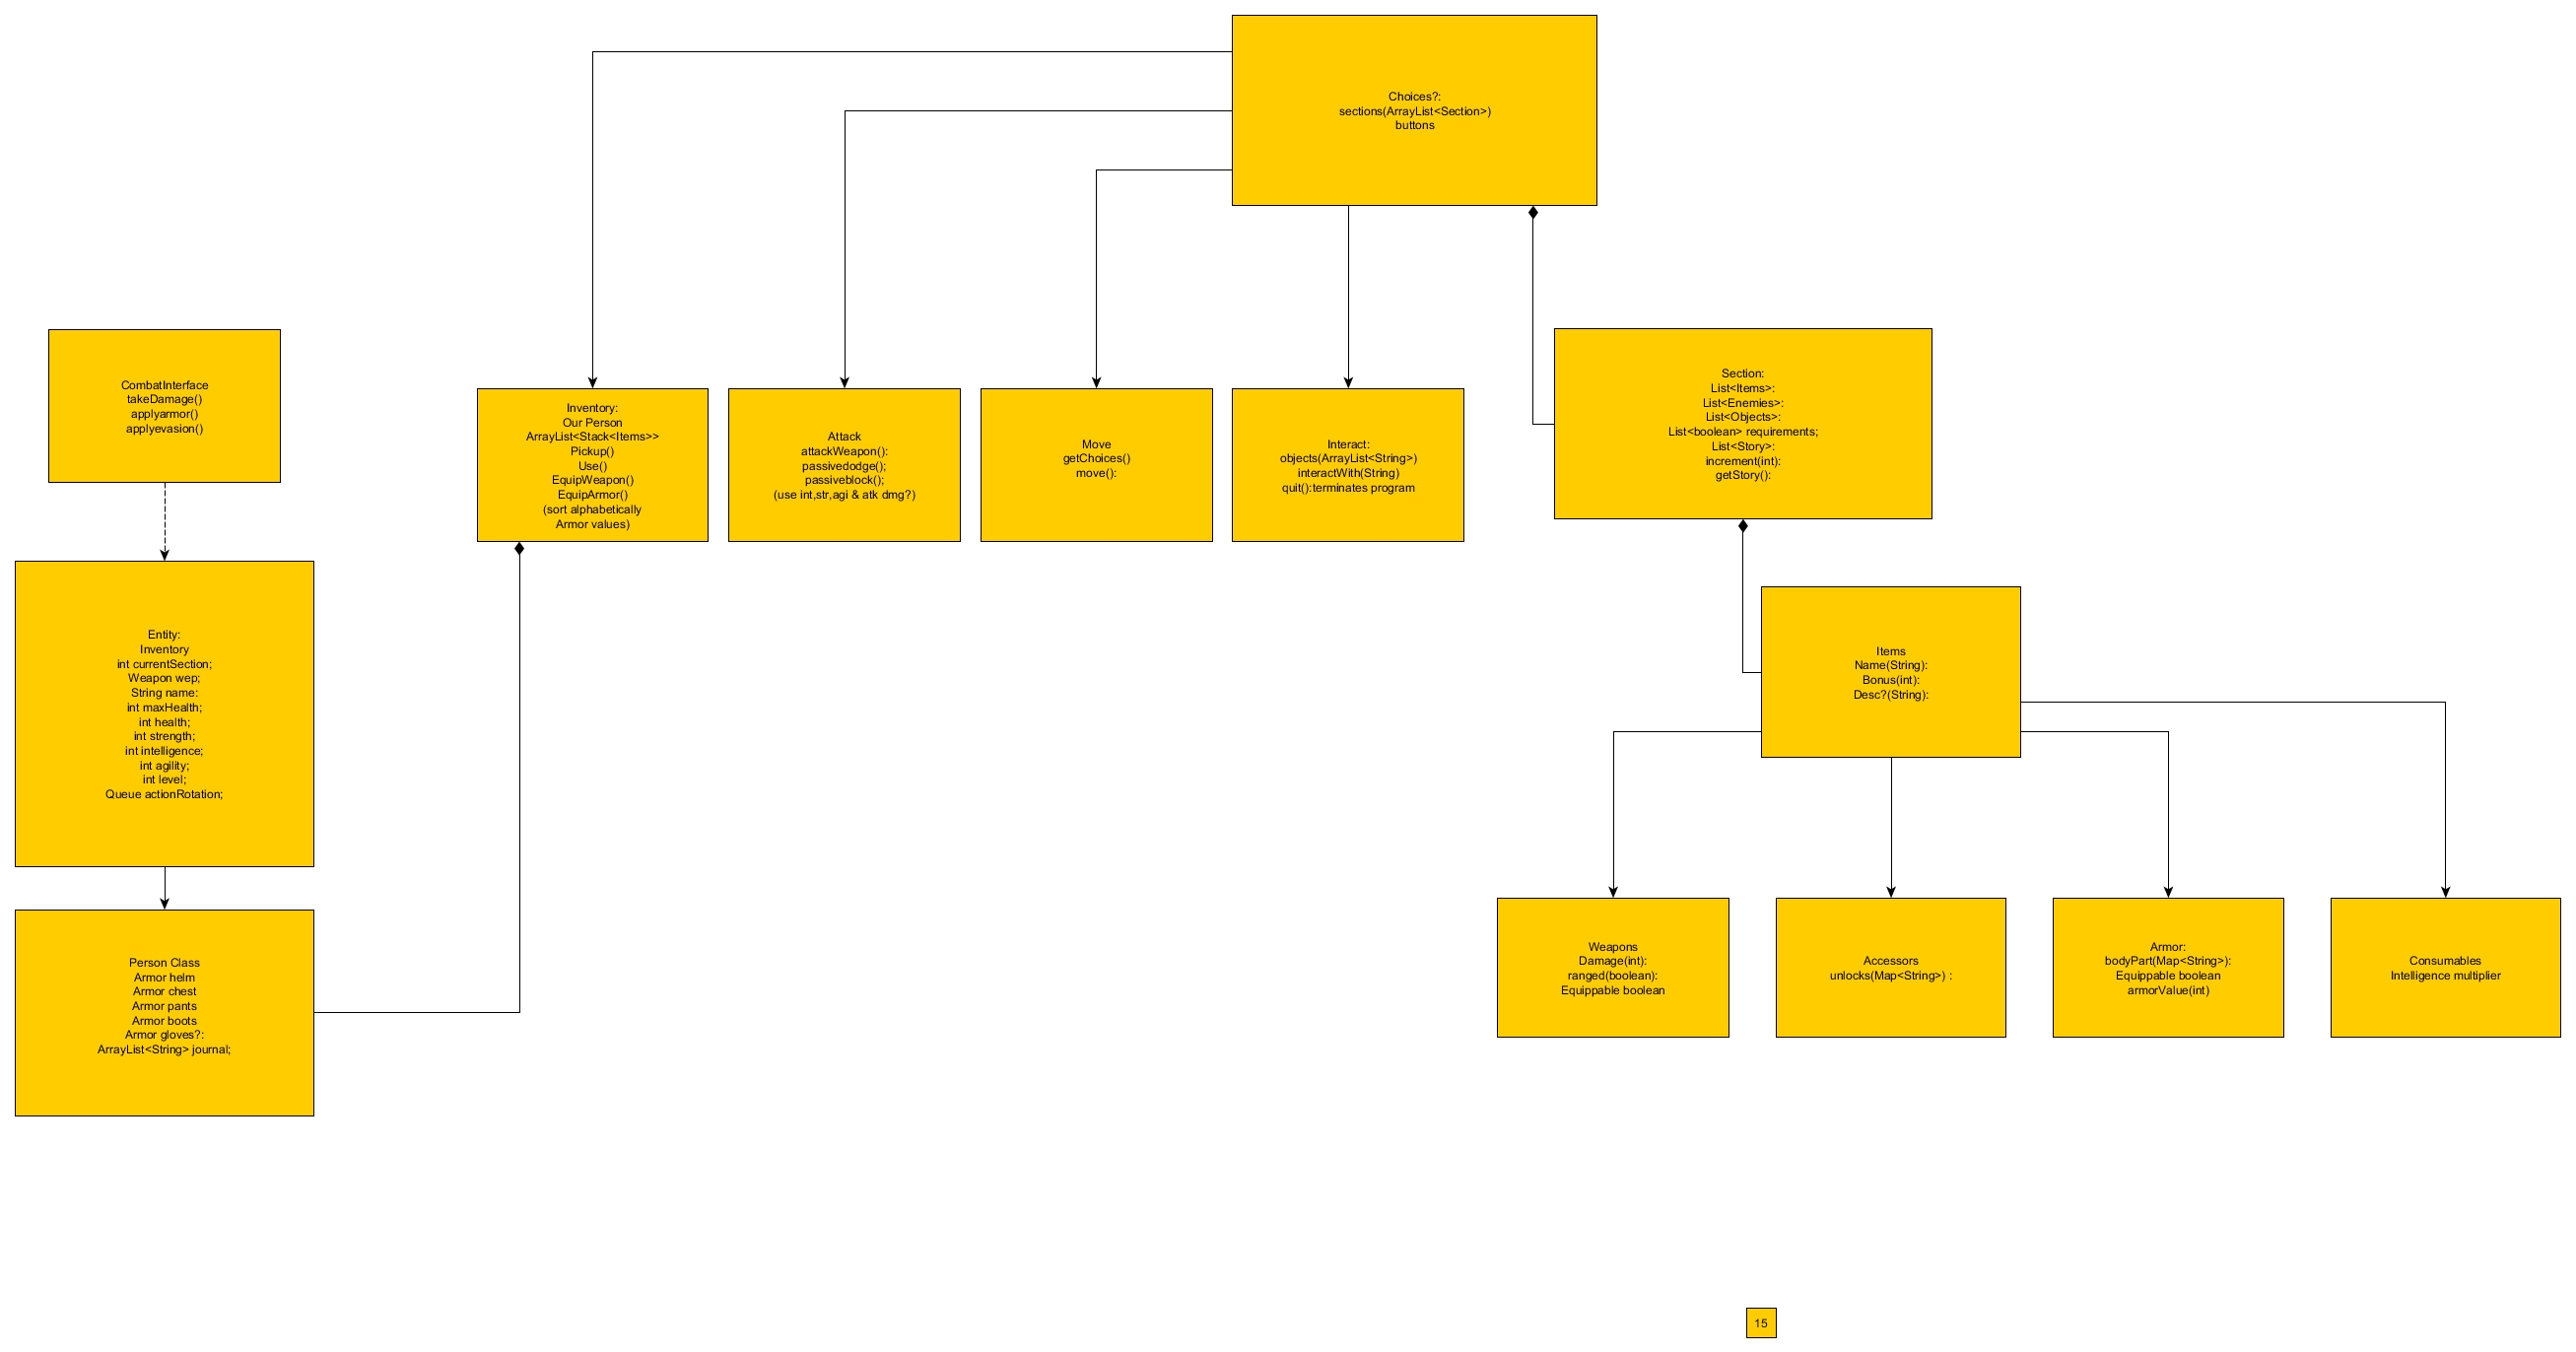 Choices?:
sections(ArrayList<Section>)
buttons
CombatInterface
takeDamage()
applyarmor()
applyevasion()
Inventory:
Our Person
ArrayList<Stack<Items>>
Pickup()
Use()
EquipWeapon()
EquipArmor()
(sort alphabetically
Armor values)
Attack
attackWeapon():
passivedodge();
passiveblock();
(use int,str,agi & atk dmg?)
Move
getChoices()
move():
Interact:
objects(ArrayList<String>)
interactWith(String)
quit():terminates program
Section:
List<Items>:
List<Enemies>:
List<Objects>:
List<boolean> requirements;
List<Story>:
increment(int):
getStory():
Entity:
Inventory
int currentSection;
Weapon wep;
String name:
int maxHealth;
int health;
int strength;
int intelligence;
int agility;
int level;
Queue actionRotation;
Items
Name(String):
Bonus(int):
Desc?(String):
Person Class
Armor helm
Armor chest
Armor pants
Armor boots
Armor gloves?:
ArrayList<String> journal;
Weapons
Damage(int):
ranged(boolean):
Equippable boolean
Accessors
unlocks(Map<String>) :
Armor:
bodyPart(Map<String>):
Equippable boolean
armorValue(int)
Consumables
Intelligence multiplier
15